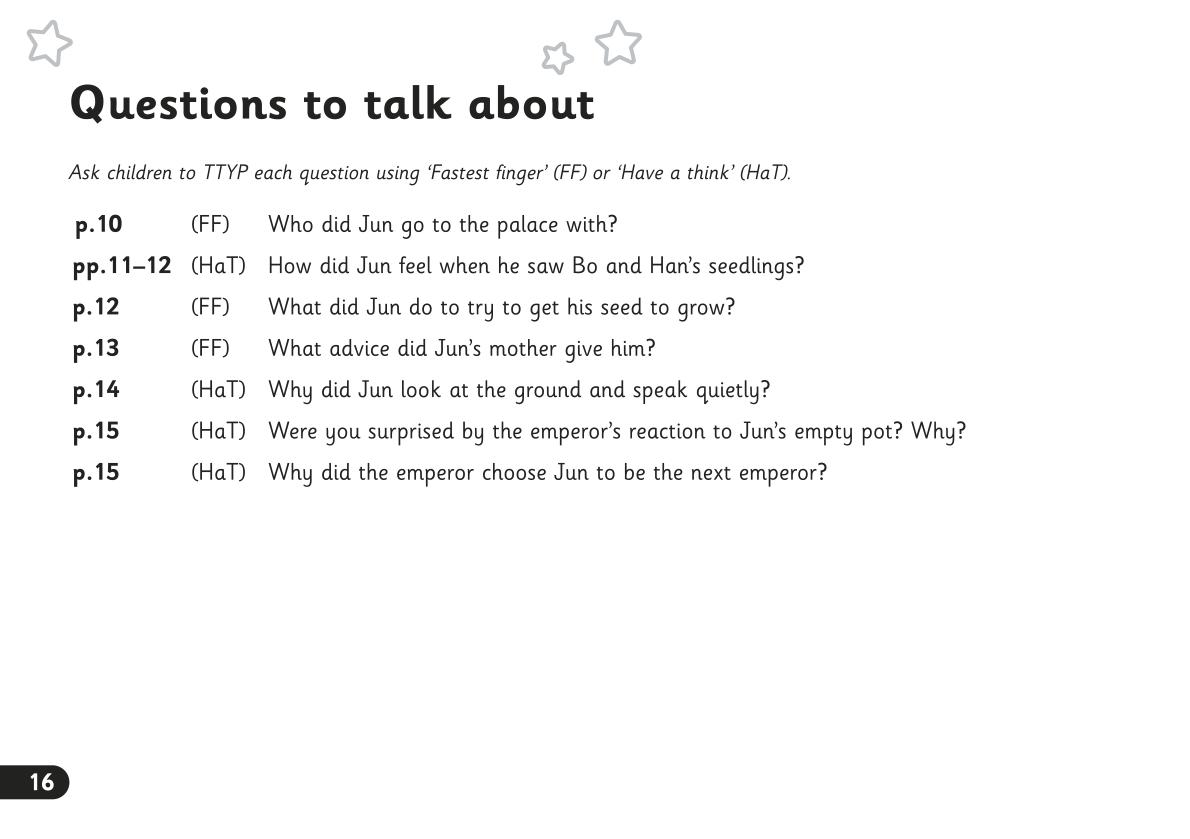 Questions to talk about
Ask children to TTYP each question using ‘Fastest finger’ (FF) or ‘Have a think’ (HaT).
p.10 (FF) Who did Jun go to the palace with?
pp.11–12 (HaT) How did Jun feel when he saw Bo and Han’s seedlings?
p.12 (FF) What did Jun do to try to get his seed to grow?
p.13 (FF) What advice did Jun’s mother give him?
p.14 (HaT) Why did Jun look at the ground and speak quietly?
p.15 (HaT) Were you surprised by the emperor’s reaction to Jun’s empty pot? Why?
p.15 (HaT) Why did the emperor choose Jun to be the next emperor?
16